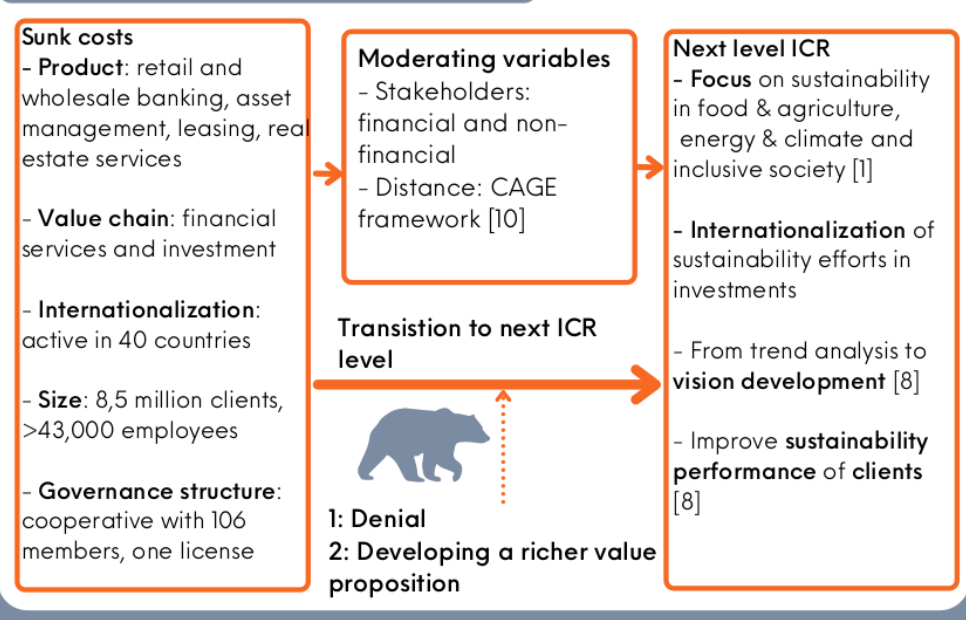 Sunk costs
- Product: retail and
wholesale banking, asset
management, leasing, real
estate services
- Value chain: financial
services and investment
- Internationalization:
active in 40 countries
- Size: 8,5 million clients,
>43,000 employees
- Governance structure:
cooperative with 106
members, one license
Moderating variables
- Stakeholders:
financial and non-
financial
- Distance: CAGE
framework [10]
Transistion to next ICR
level
1: Denial
2: Developing a richer value
proposition
Next level ICR
- Focus on sustainability
in food & agriculture,
energy & climate and
inclusive society [1]
- Internationalization of
sustainability efforts in
investments
- From trend analysis to
vision development [8]
- Improve sustainability
performance of clients
[8]